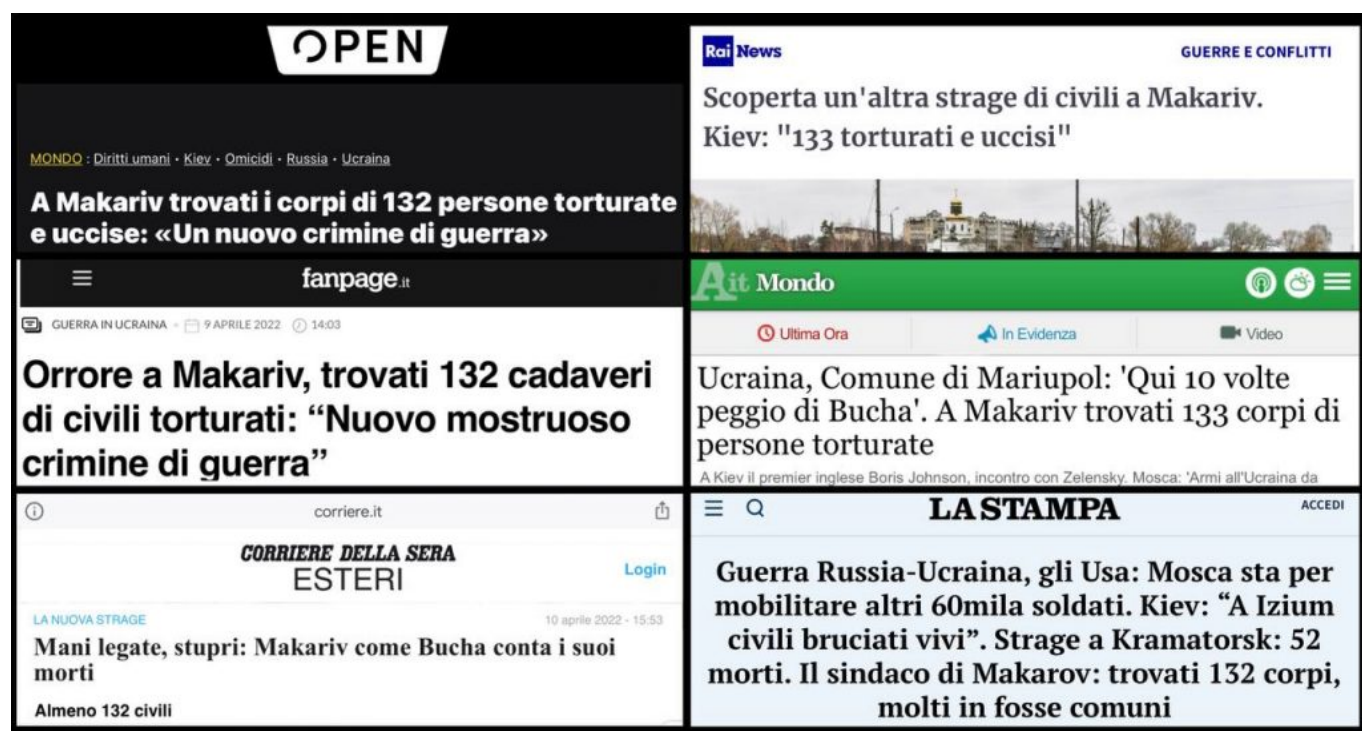 OPEN
MONDO : Diritti umani · Kiev · Omicidi · Russia · Ucraina
A Makariv trovati i corpi di 132 persone torturate
e uccise: «Un nuovo crimine di guerra»
Rai News
GUERRE E CONFLITTI
Scoperta un'altra strage di civili a Makariv.
Kiev: "133 torturati e uccisi"
fanpage.it
GUERRA IN UCRAINA
9 APRILE 2022
14:03
Orrore a Makariv, trovati 132 cadaveri
di civili torturati: “Nuovo mostruoso
crimine di guerra”
A it Mondo
Ultima Ora
In Evidenza
Video
Ucraina, Comune di Mariupol: 'Qui 10 volte
peggio di Bucha'. A Makariv trovati 133 corpi di
persone torturate
A Kiev il premier inglese Boris Johnson, incontro con Zelensky. Mosca: 'Armi all'Ucraina da
corriere.it
CORRIERE DELLA SERA
ESTERI
Login
LA NUOVA STRAGE
10 aprile 2022 - 15:53
Mani legate, stupri: Makariv come Bucha conta i suoi
morti
Almeno 132 civili
LA STAMPA
ACCEDI
Guerra Russia-Ucraina, gli Usa: Mosca sta per
mobilitare altri 60mila soldati. Kiev: “A Izium
civili bruciati vivi”. Strage a Kramatorsk: 52
morti. Il sindaco di Makarov: trovati 132 corpi,
molti in fosse comuni